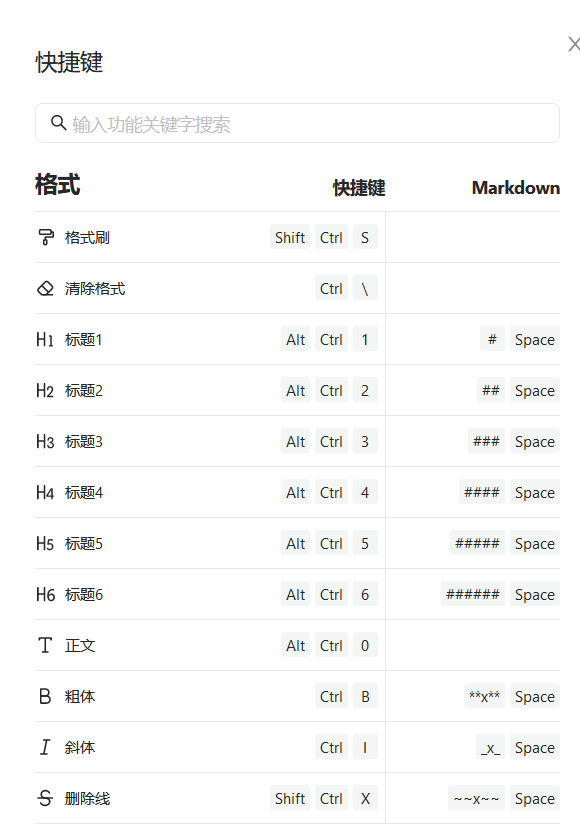 快捷键
输入功能关键字搜索
格式 快捷键 Markdown
格式刷 Shift Ctrl S
清除格式 Ctrl \
H1 标题1 Alt Ctrl 1 # Space
H2 标题2 Alt Ctrl 2 ## Space
H3 标题3 Alt Ctrl 3 ### Space
H4 标题4 Alt Ctrl 4 #### Space
H5 标题5 Alt Ctrl 5 ##### Space
H6 标题6 Alt Ctrl 6 ###### Space
T 正文 Alt Ctrl 0
B 粗体 Ctrl B **x** Space
I 斜体 Ctrl I _x_ Space
S 删除线 Shift Ctrl X ~~x~~ Space